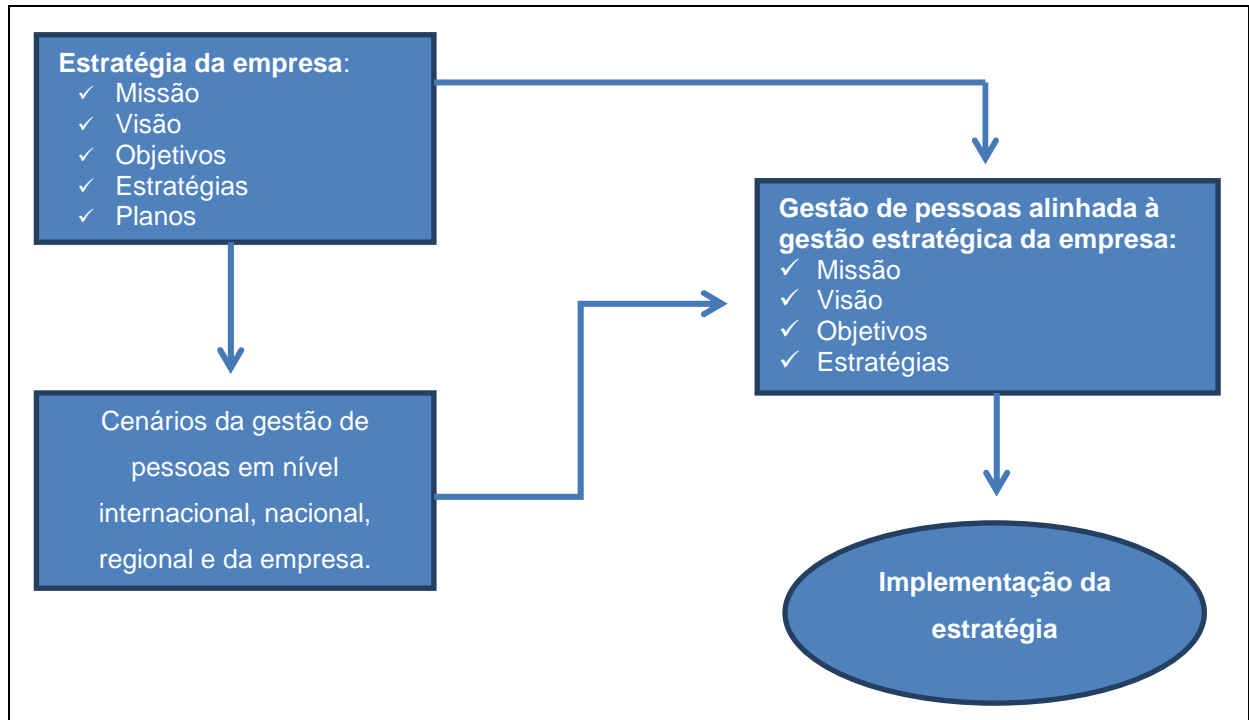 Estratégia da empresa:
✓ Missão
✓ Visão
✓ Objetivos
✓ Estratégias
✓ Planos
Gestão de pessoas alinhada à
gestão estratégica da empresa:
✓ Missão
✓ Visão
✓ Objetivos
✓ Estratégias
Cenários da gestão de
pessoas em nível
internacional, nacional,
regional e da empresa.
Implementação da
estratégia